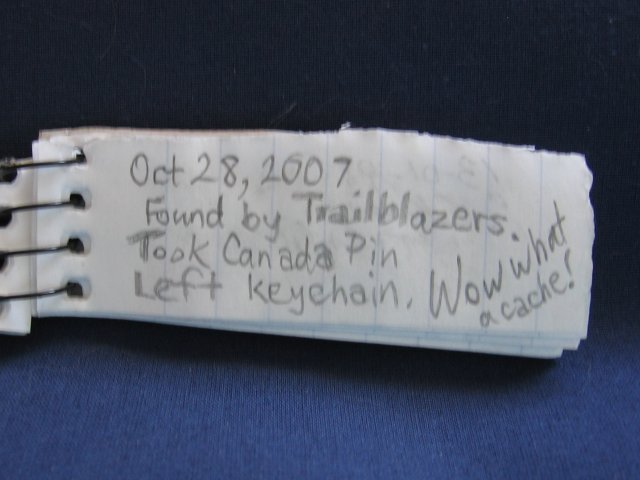 Oct 28, 2007
Found by Trailblazers.
Took Canada Pin
Left keychain.
Wow what
a cache!